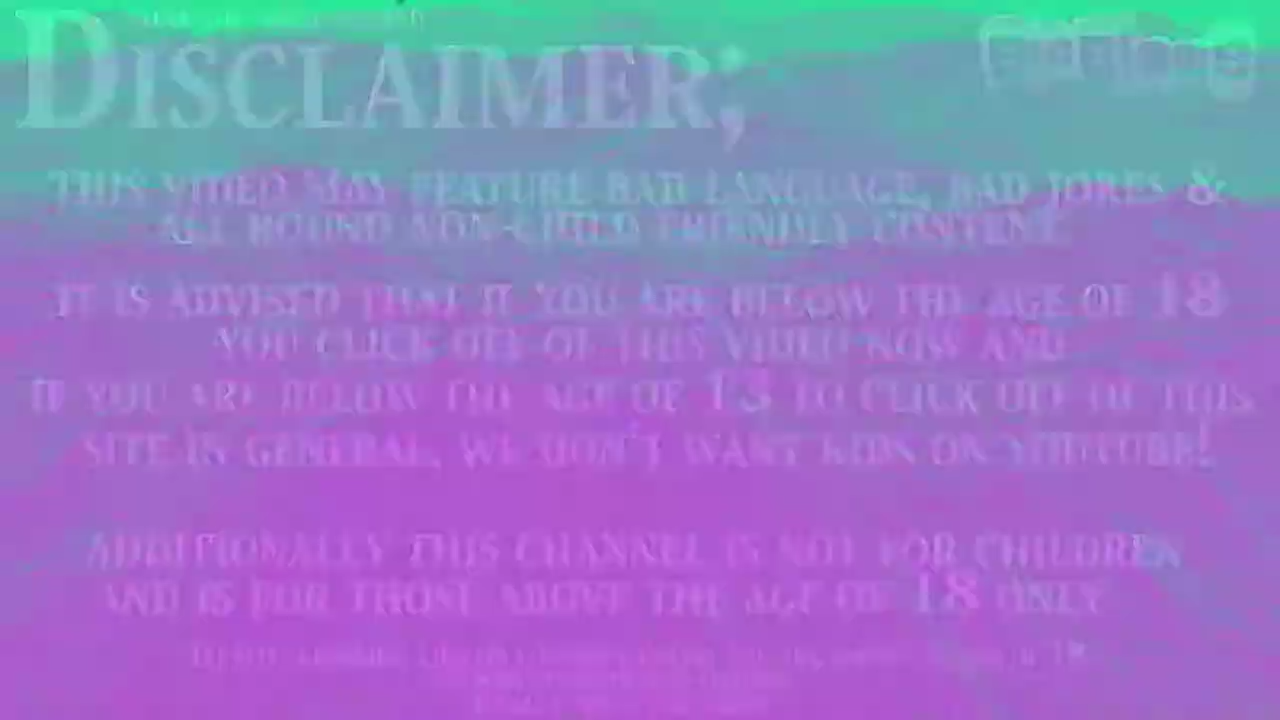 DISCLAIMER;
THIS VIDEO MAY FEATURE BAD LANGUAGE, BAD JOKES &
ALL ROUND NON-CHILD FRIENDLY CONTENT
IT IS ADVISED THAT IF YOU ARE BELOW THE AGE OF 18
YOU CLICK OFF OF THIS VIDEO NOW AND
IF YOU ARE BELOW THE AGE OF 13 TO CLICK OFF OF THIS
SITE IN GENERAL, WE DON'T WANT KIDS ON YOUTUBE!
ADDITIONALLY THIS CHANNEL IS NOT FOR CHILDREN
AND IS FOR THOSE ABOVE THE AGE OF 18 ONLY